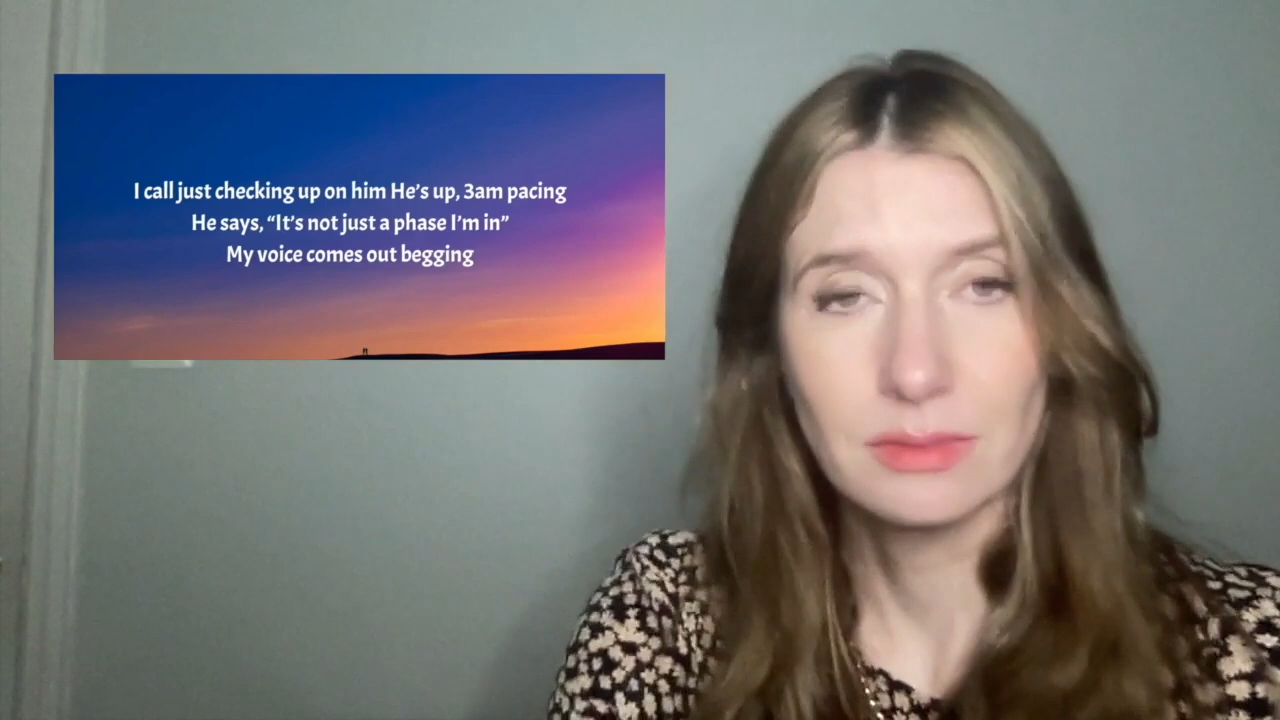 I call just checking up on him He’s up, 3am pacing
He says, “It’s not just a phase I’m in”
My voice comes out begging